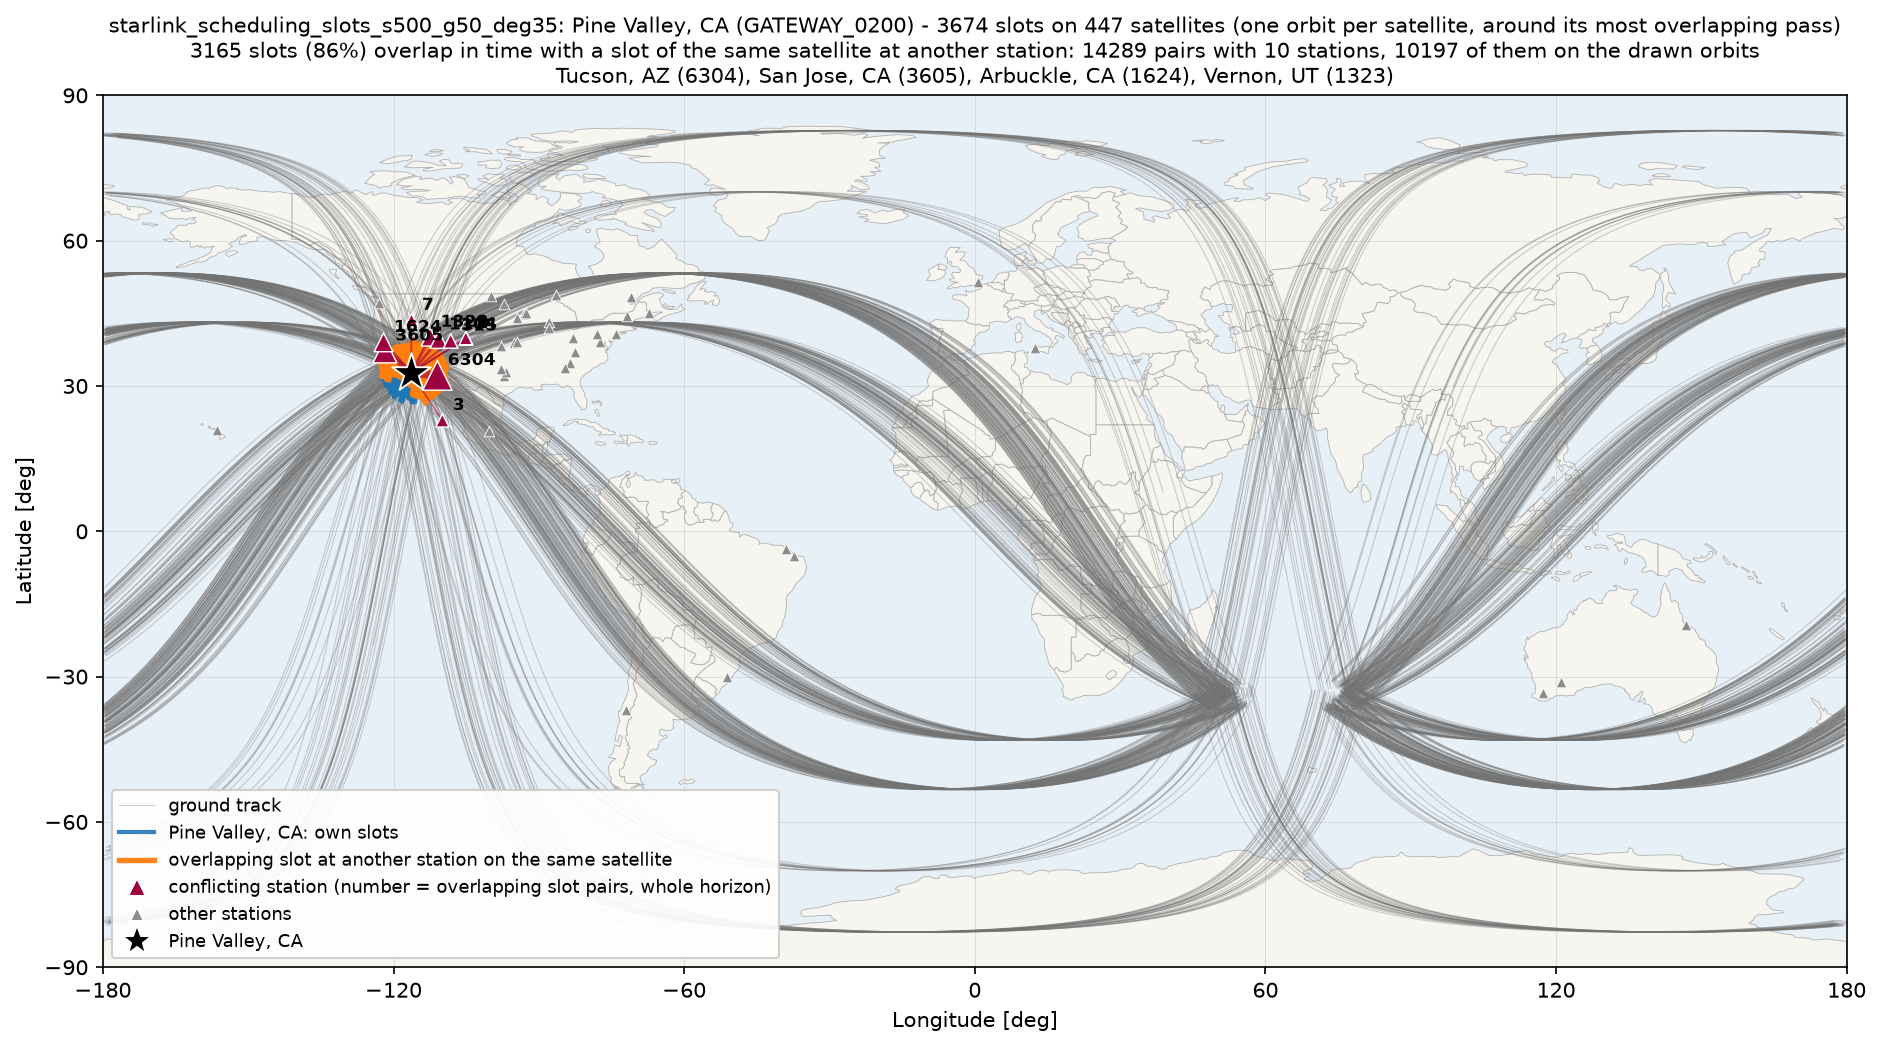 starlink_scheduling_slots_s500_g50_deg35: Pine Valley, CA (GATEWAY_0200) - 3674 slots on 447 satellites (one orbit per satellite, around its most overlapping pass)
3165 slots (86%) overlap in time with a slot of the same satellite at another station: 14289 pairs with 10 stations, 10197 of them on the drawn orbits
Tucson, AZ (6304), San Jose, CA (3605), Arbuckle, CA (1624), Vernon, UT (1323)
90
60
30
0
−30
−60
−90
Latitude [deg]
7
1624
3605
6304
3
ground track
Pine Valley, CA: own slots
overlapping slot at another station on the same satellite
conflicting station (number = overlapping slot pairs, whole horizon)
other stations
Pine Valley, CA
−180
−120
−60
0
60
120
180
Longitude [deg]